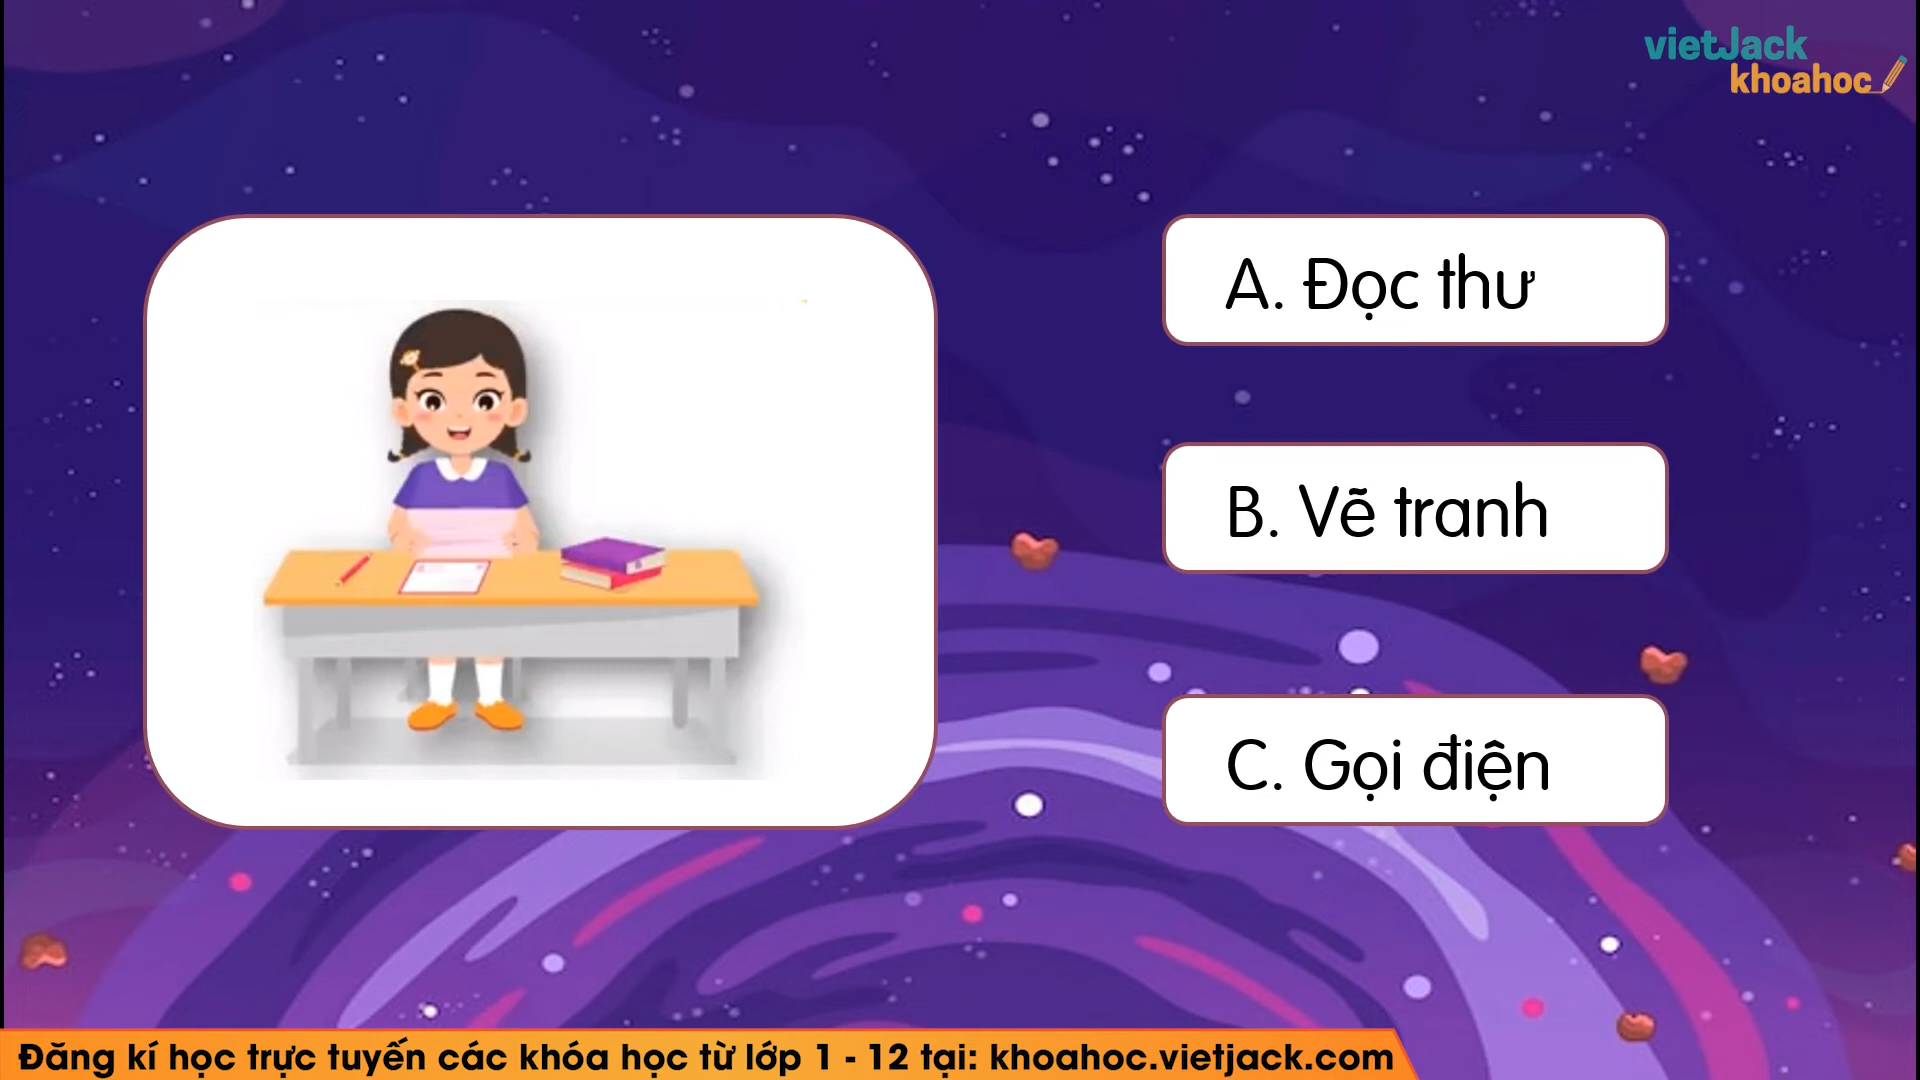 vietJack
khoahoc
A. Đọc thư
B. Vẽ tranh
C. Gọi điện
Đăng kí học trực tuyến các khóa học từ lớp 1 - 12 tại: khoahoc.vietjack.com